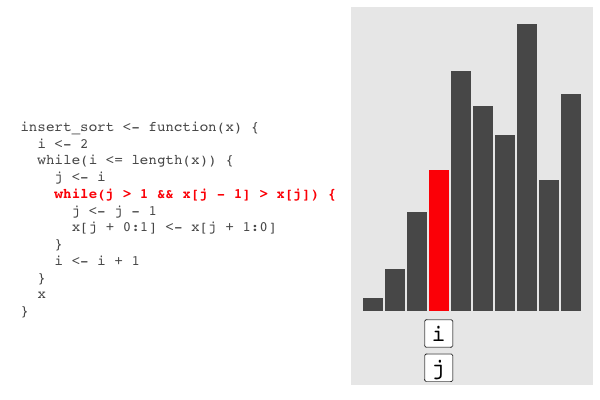 insert_sort <- function(x) {
  i <- 2
  while(i <= length(x)) {
    j <- i
    while(j > 1 && x[j - 1] > x[j]) {
      j <- j - 1
      x[j + 0:1] <- x[j + 1:0]
    }
    i <- i + 1
  }
  x
}
i
j